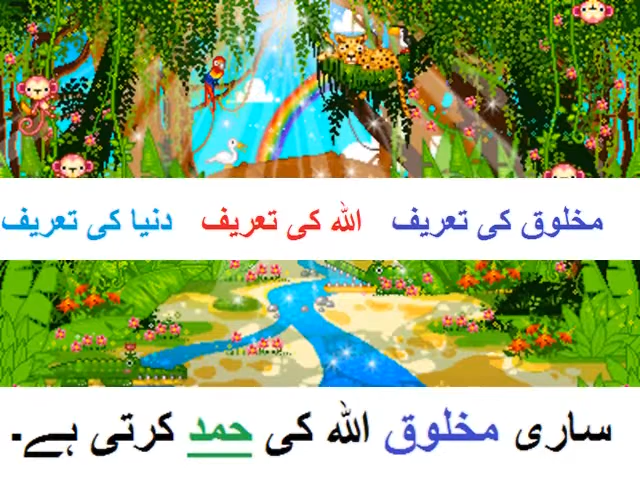 مخلوق کی تعریف   اللہ کی تعریف   دنیا کی تعریف
ساری مخلوق اللہ کی حمد کرتی ہے۔